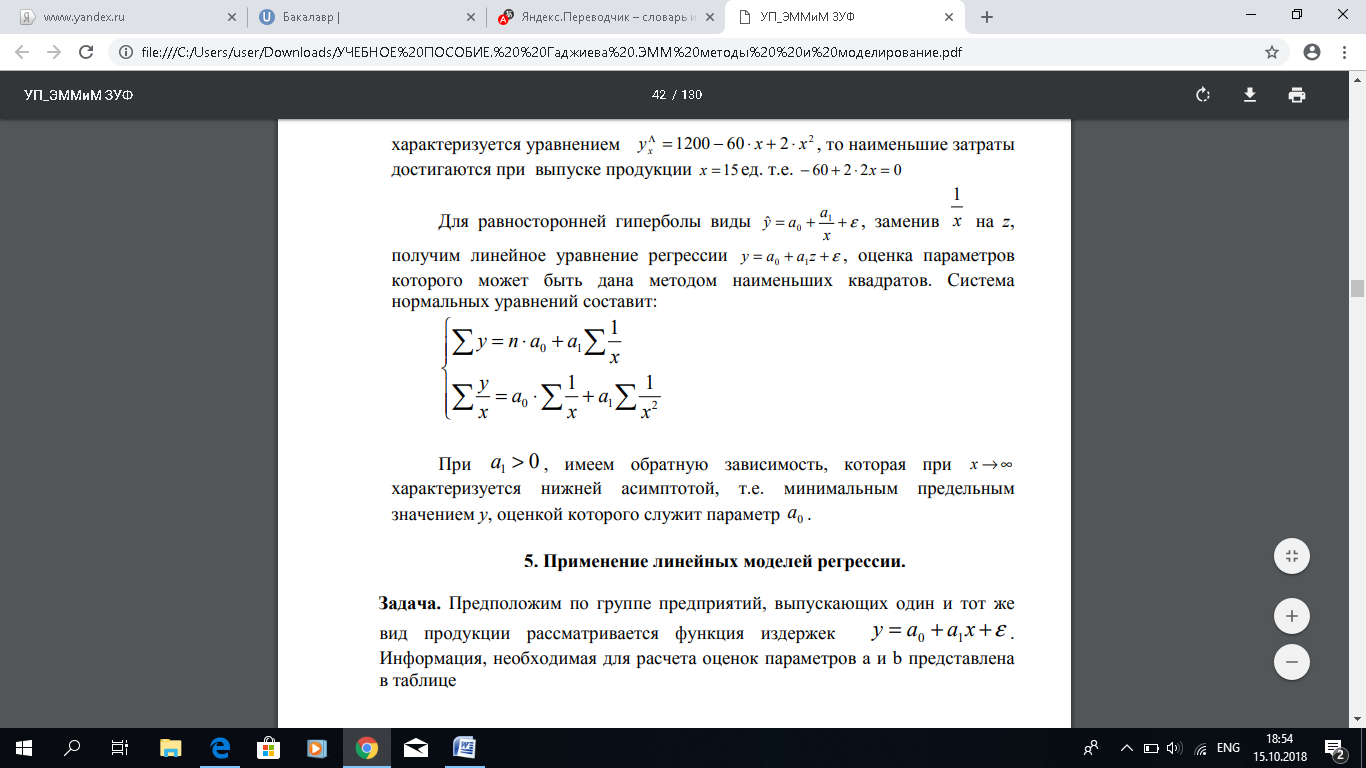 www.yandex.ru
Бакалавр |
Яндекс.Переводчик – словарь и
УП_ЭММиМ ЗУФ
file:///C:/Users/user/Downloads/УЧЕБНОЕ%20ПОСОБИЕ.%20%20Гаджиева%20.ЭММ%20методы%20%20и%20моделирование.pdf
УП_ЭММиМ ЗУФ
42 / 130
характеризуется уравнением y_x^Λ = 1200 − 60 · x + 2 · x², то наименьшие затраты
достигаются при выпуске продукции x = 15 ед. т.е. − 60 + 2 · 2x = 0
Для равносторонней гиперболы виды ŷ = a₀ + a₁/x + ε, заменив 1/x на z,
получим линейное уравнение регрессии y = a₀ + a₁z + ε, оценка параметров
которого может быть дана методом наименьших квадратов. Система
нормальных уравнений составит:
∑ y = n · a₀ + a₁ ∑ 1/x
∑ y/x = a₀ · ∑ 1/x + a₁ ∑ 1/x²
При a₁ > 0, имеем обратную зависимость, которая при x → ∞
характеризуется нижней асимптотой, т.е. минимальным предельным
значением y, оценкой которого служит параметр a₀.
5. Применение линейных моделей регрессии.
Задача. Предположим по группе предприятий, выпускающих один и тот же
вид продукции рассматривается функция издержек y = a₀ + a₁x + ε.
Информация, необходимая для расчета оценок параметров a и b представлена
в таблице
ENG
18:54
15.10.2018
2